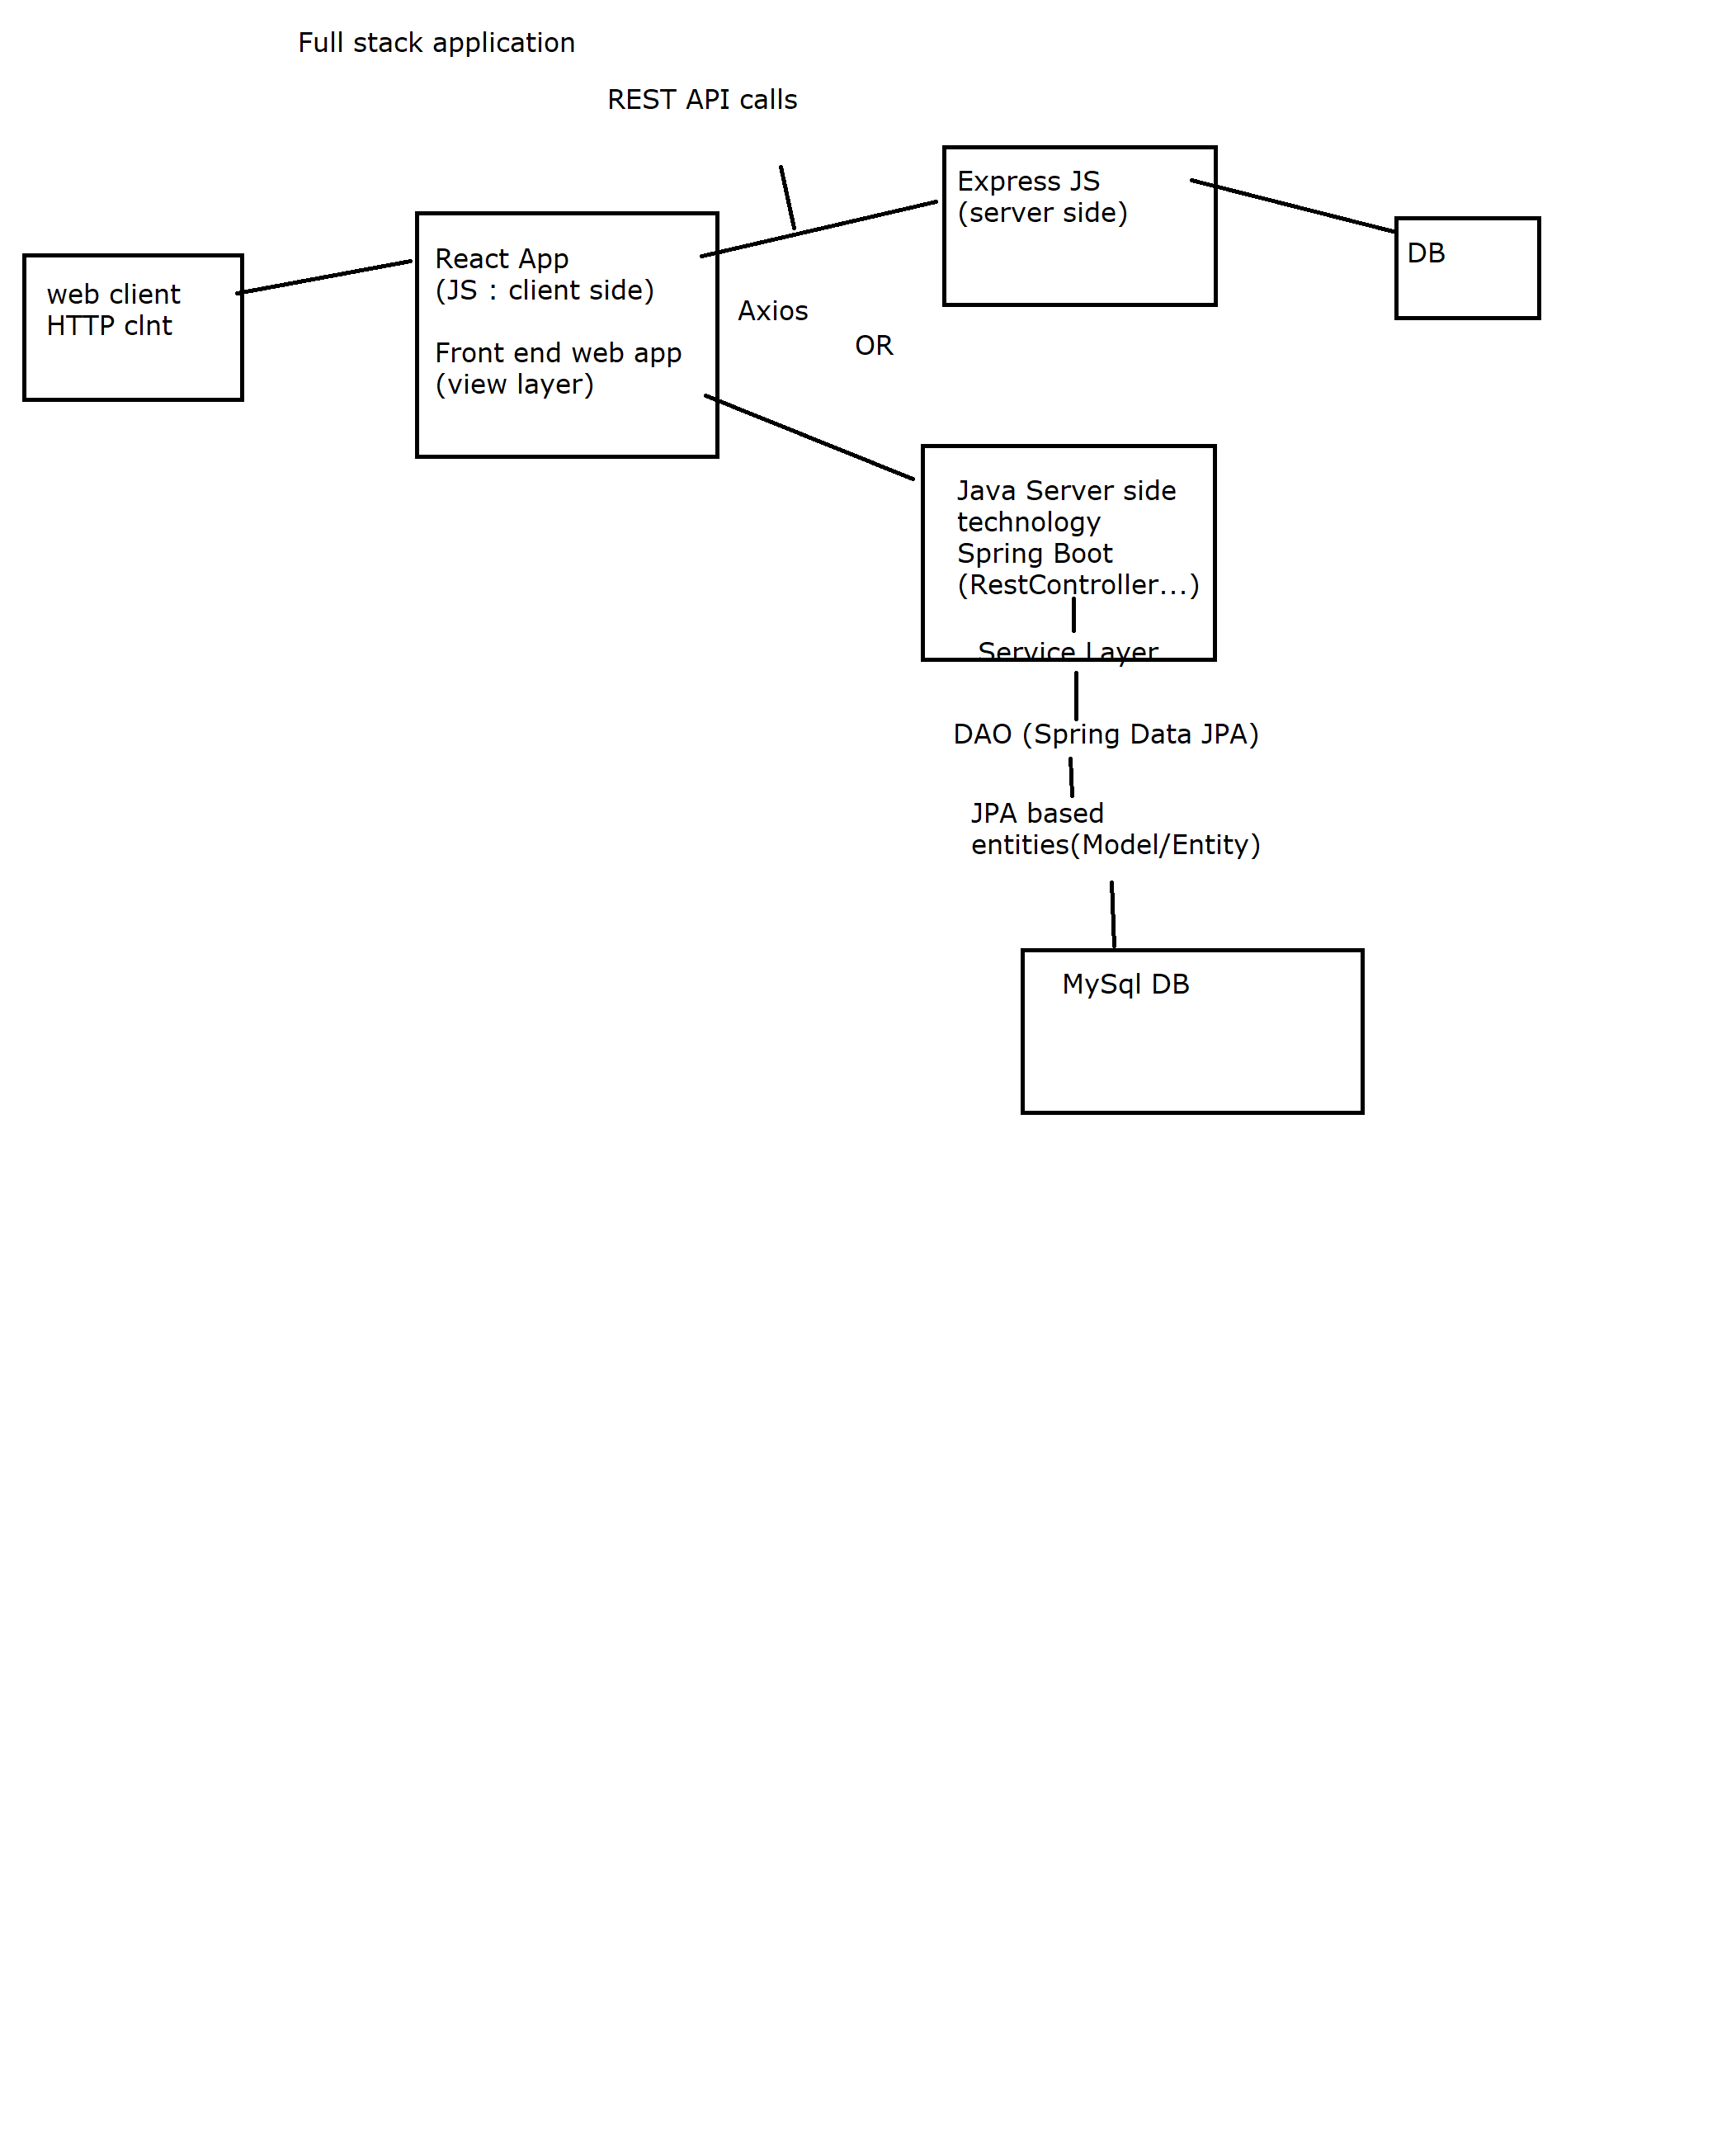 Full stack application
REST API calls
web client
HTTP clnt
React App
(JS : client side)
Front end web app
(view layer)
Axios
OR
Express JS
(server side)
DB
Java Server side
technology
Spring Boot
(RestController...)
Service Layer
DAO (Spring Data JPA)
JPA based
entities(Model/Entity)
MySql DB